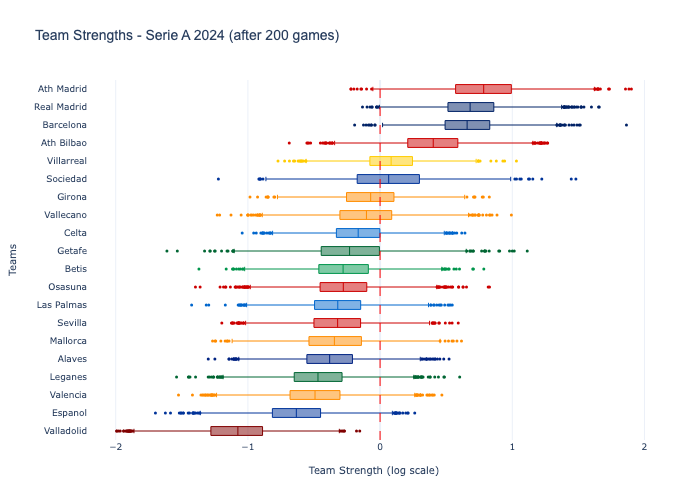 Team Strengths - Serie A 2024 (after 200 games)
Ath Madrid
Real Madrid
Barcelona
Ath Bilbao
Villarreal
Sociedad
Girona
Vallecano
Celta
Getafe
Betis
Osasuna
Las Palmas
Sevilla
Mallorca
Alaves
Leganes
Valencia
Espanol
Valladolid
Teams
−2
−1
0
1
2
Team Strength (log scale)